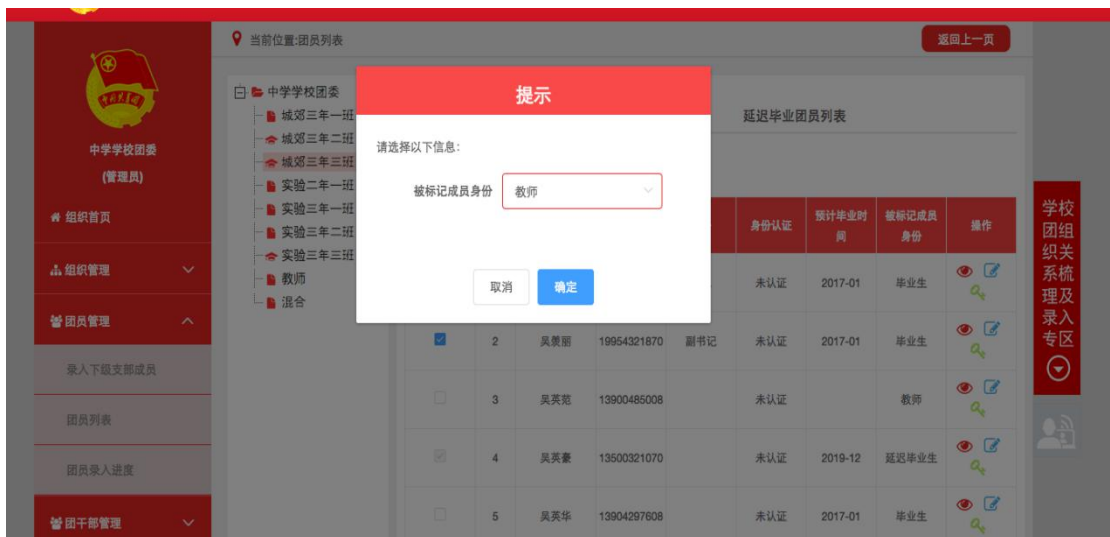 当前位置:团员列表
返回上一页
中学学校团委
(管理员)
组织首页
组织管理
团员管理
录入下级支部成员
团员列表
团员录入进度
团干部管理
中学学校团委
城郊三年一班
城郊三年二班
城郊三年三班
实验二年一班
实验三年一班
实验三年二班
实验三年三班
教师
混合
提示
请选择以下信息:
被标记成员身份 教师
取消 确定
延迟毕业团员列表
身份认证 预计毕业时间 被标记成员身份 操作
未认证 2017-01 毕业生
2 吴景丽 19954321870 副书记 未认证 2017-01 毕业生
3 吴英范 13900485008 未认证 教师
4 吴英豪 13500321070 未认证 2019-12 延迟毕业生
5 吴英华 13904297608 未认证 2017-01 毕业生
学校
团组
织关
系梳
理及
录入
专区